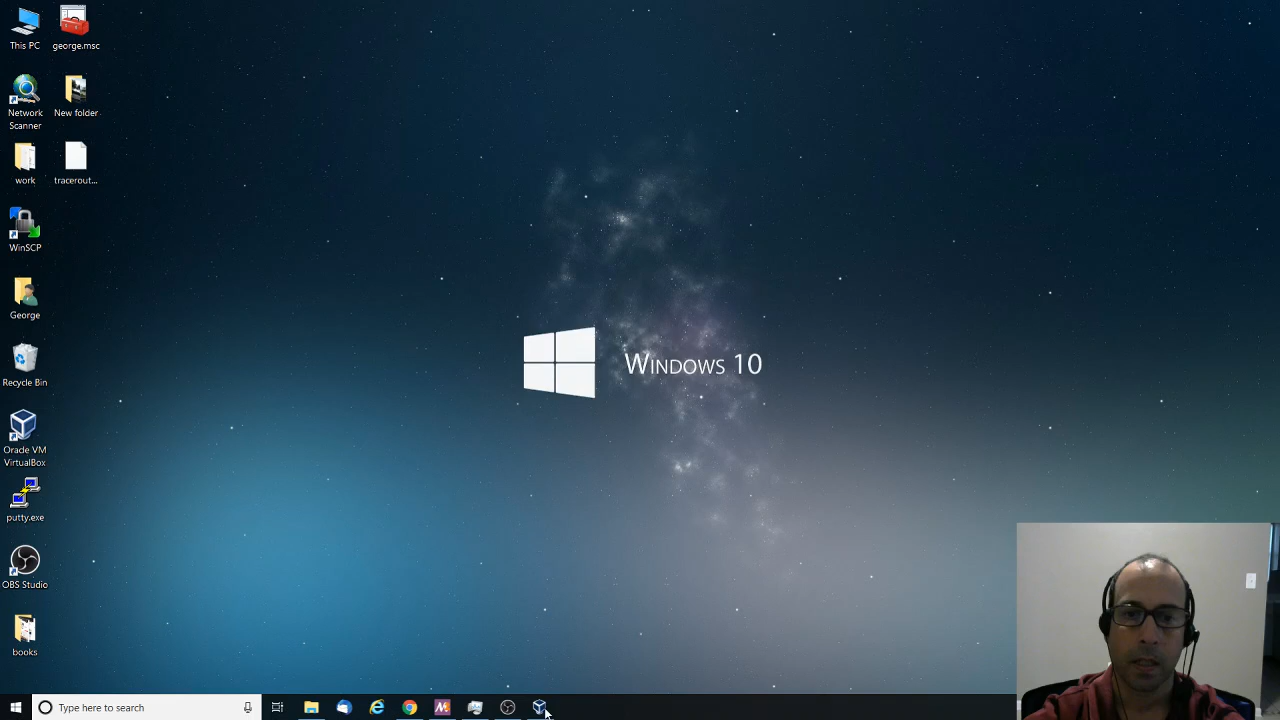 This PC
george.msc
Network
Scanner
New folder
work
tracerout...
WinSCP
George
Recycle Bin
Oracle VM
VirtualBox
putty.exe
OBS Studio
books
WINDOWS 10
Type here to search